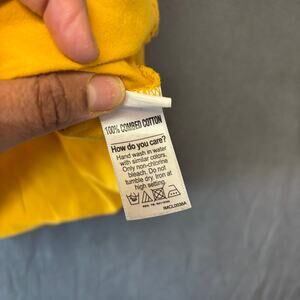 100% COMBED COTTON
How do you care?
Hand wash in water
with similar colors.
Only non-chlorine
bleach. Do not
tumble dry. Iron at
high setting.
IMCL0038A